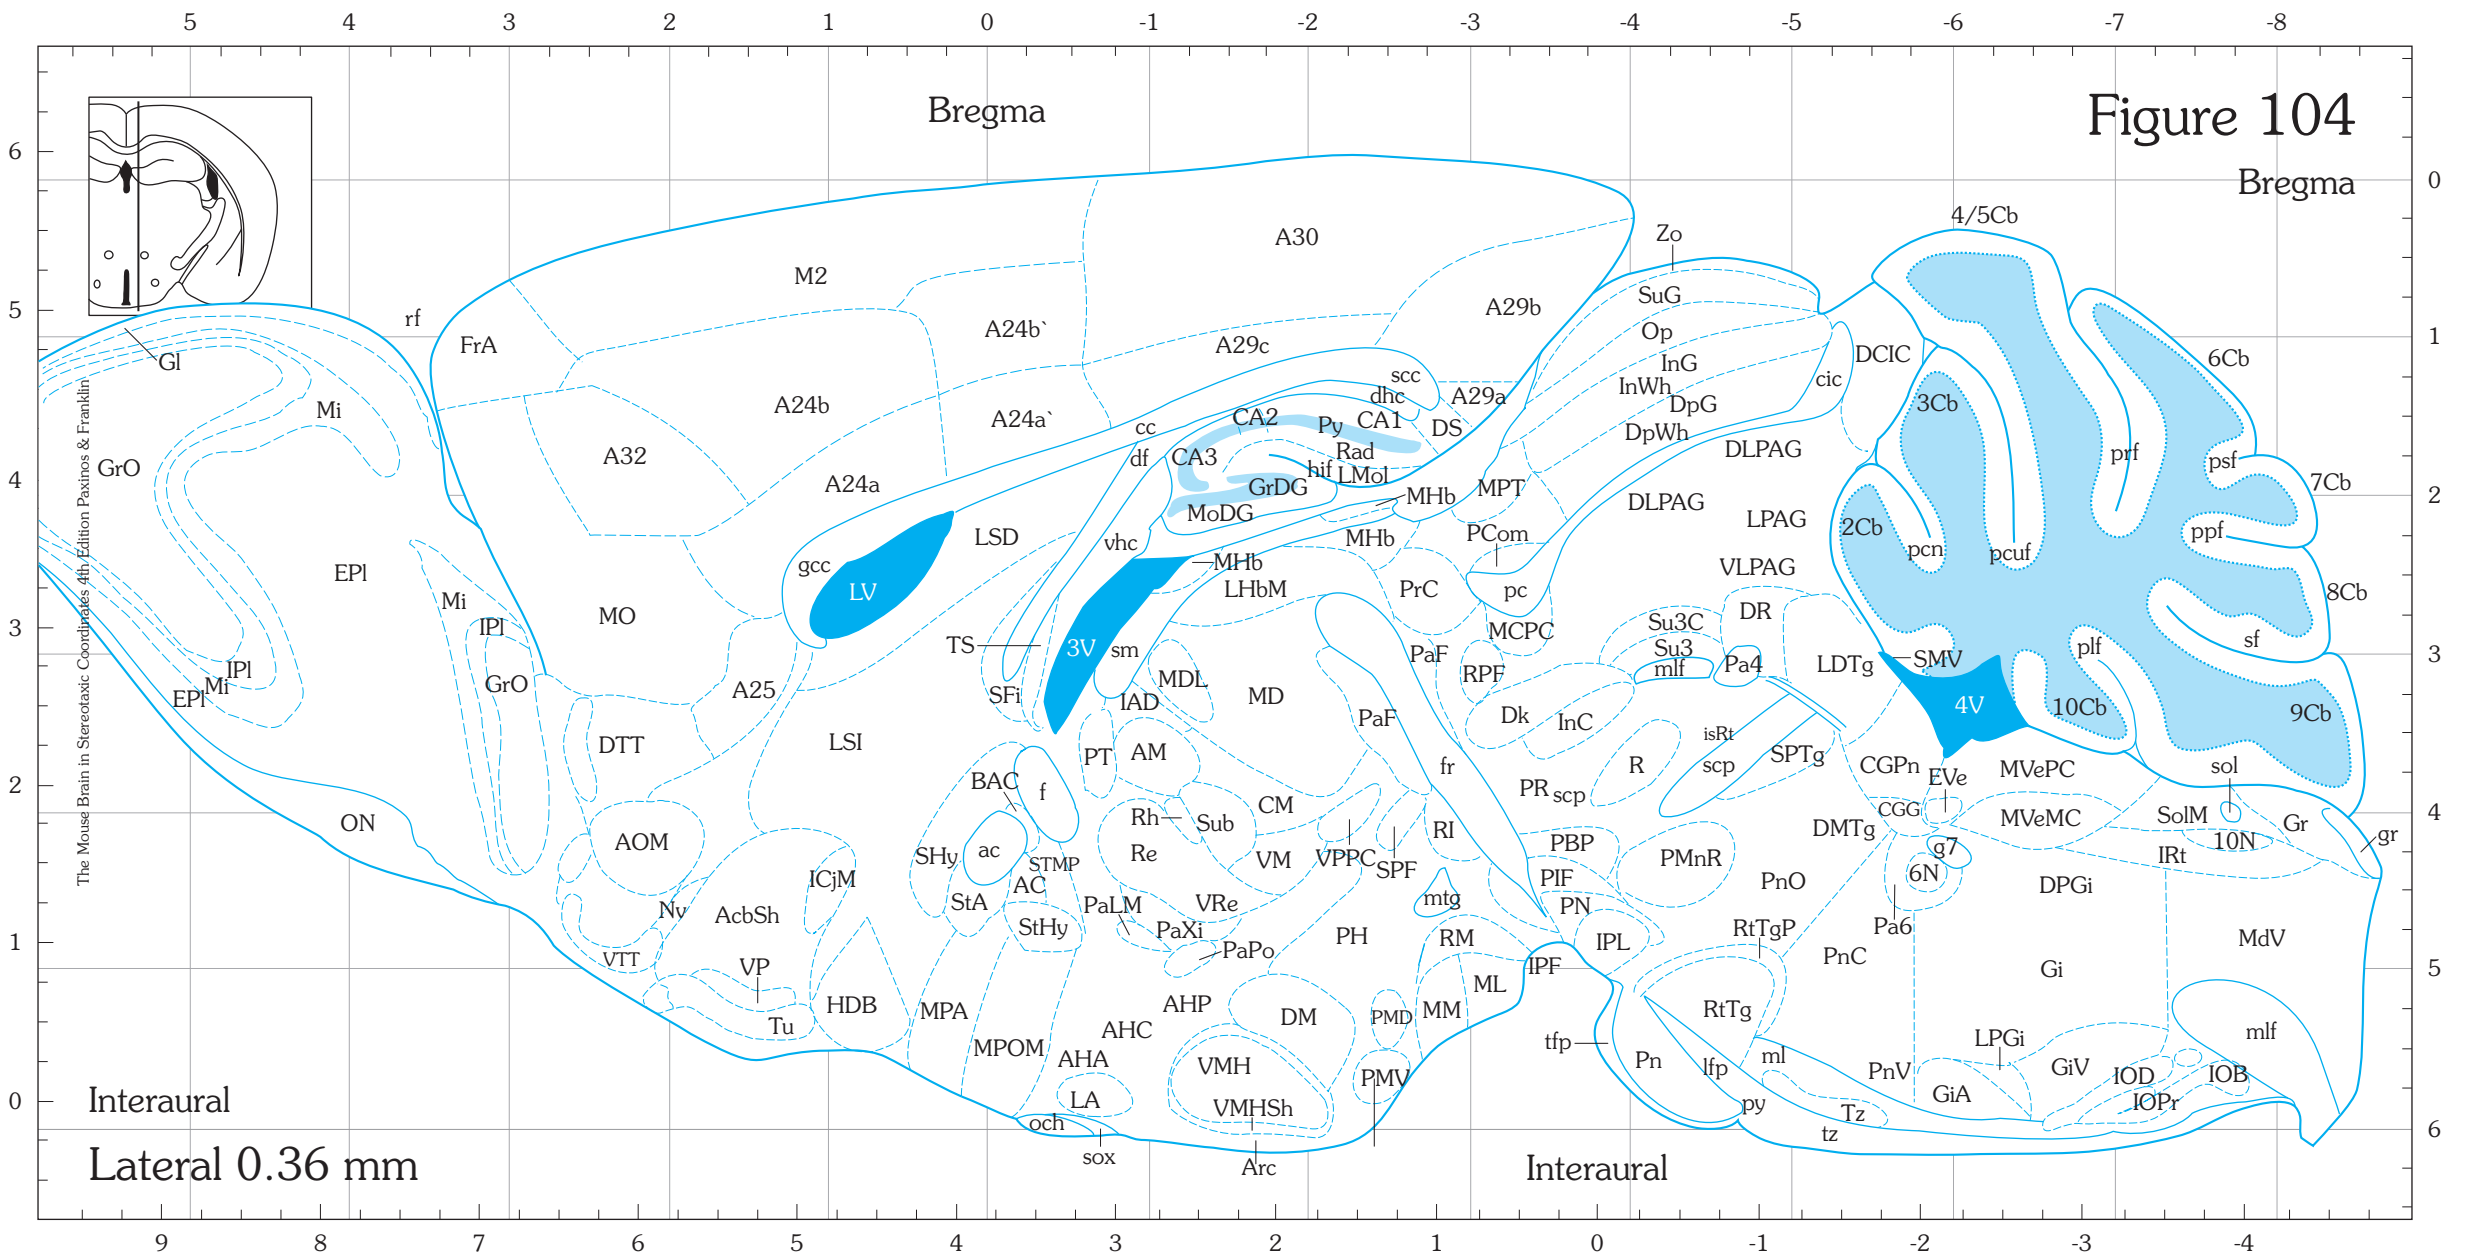 5 4 3 2 1 0 -1 -2 -3 -4 -5 -6 -7 -8
Bregma
Figure 104
Bregma
6
5
4
3
2
1
0
0
1
2
3
4
5
6
4/5Cb
Zo
A30
M2
SuG
A29b
rf
Op
A24b`
FrA
A29c
DCIC
6Cb
Gl
InG
scc
cic
InWh
dhc
A29a
DpG
3Cb
Mi
A24b
A24a`
CA2
Py
CA1
DS
cc
DpWh
DLPAG
A32
df
CA3
Rad
prf
psf
GrO
hif
LMol
A24a
GrDG
MHb
MPT
DLPAG
7Cb
MoDG
LPAG
2Cb
LSD
vhc
MHb
PCom
ppf
pcn
pcuf
gcc
MHb
VLPAG
EPl
LV
LHbM
PrC
pc
8Cb
Mi
MO
DR
IPl
MCPC
Su3C
sf
TS
3V
sm
PaF
Su3
plf
mlf
Pa4
LDTg
SMV
IPl
Mi
EPl
GrO
A25
SFi
MDL
IAD
MD
RPF
PaF
Dk
InC
4V
10Cb
9Cb
DTT
LSI
isRt
PT
AM
fr
R
scp
SPTg
CGPn
EVe
MVePC
sol
BAC
f
PR
scp
CM
ON
Rh
Sub
RI
CGG
DMTg
MVeMC
SolM
Gr
gr
AOM
PBP
10N
SHy
ac
STMP
Re
VM
VPPC
SPF
PMnR
g7
IRt
ICjM
AC
PIF
PnO
6N
DPGi
Nv
AcbSh
StA
PaLM
VRe
mtg
PN
StHy
PaXi
PH
RM
IPL
RtTgP
Pa6
MdV
VTT
PaPo
VP
IPF
PnC
Gi
ML
HDB
MPA
AHP
DM
PMD
MM
RtTg
Tu
AHC
MPOM
tfp
LPGi
mlf
AHA
Pn
ml
VMH
PMV
lfp
PnV
GiV
IOD
IOB
GiA
LA
VMHSh
py
Tz
IOPr
och
tz
sox
Arc
The Mouse Brain in Stereotaxic Coordinates 4th Edition Paxinos & Franklin
Interaural
Lateral 0.36 mm
Interaural
9 8 7 6 5 4 3 2 1 0 -1 -2 -3 -4